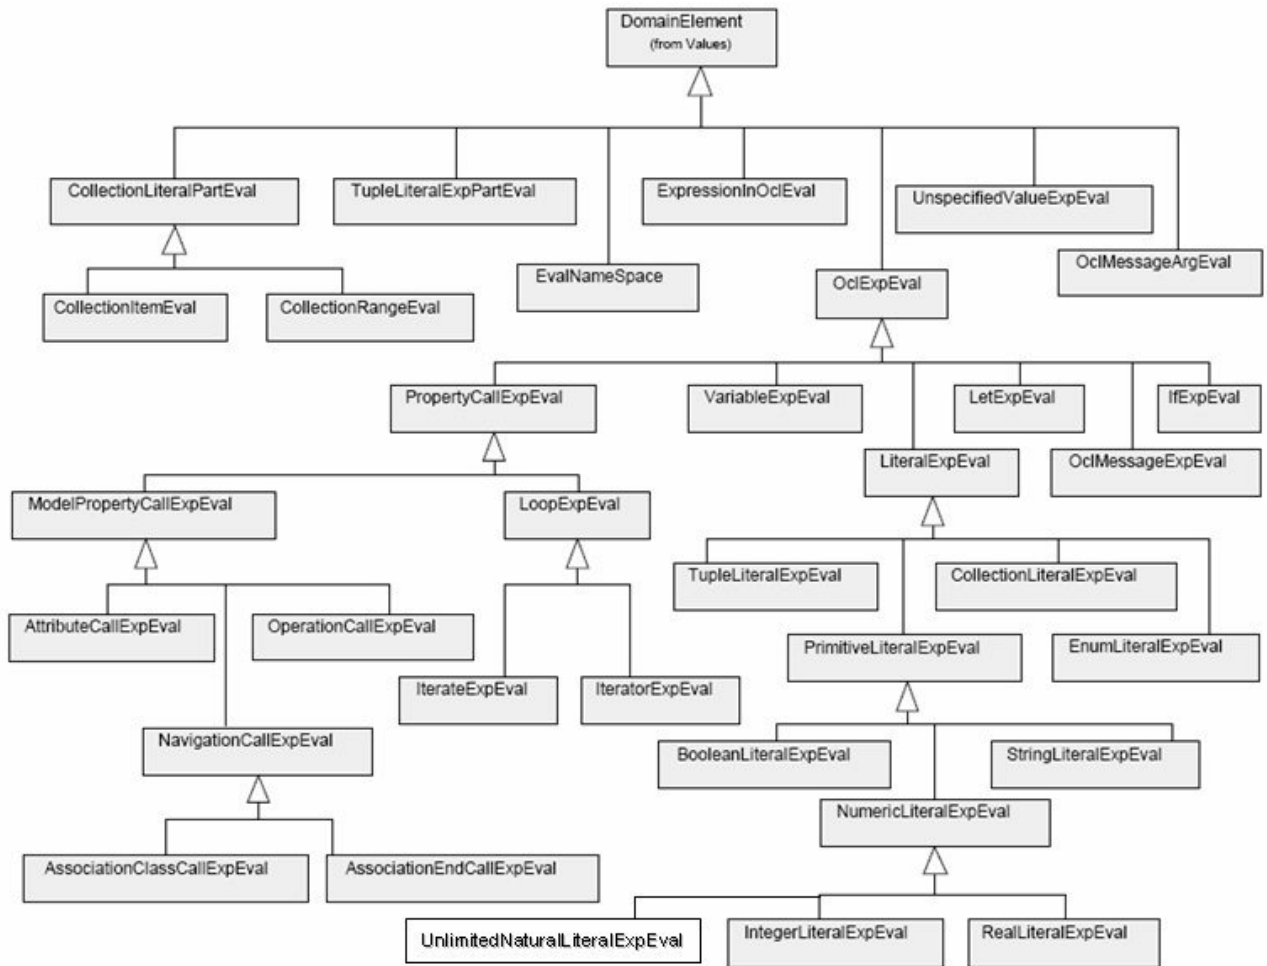 DomainElement
(from Values)
CollectionLiteralPartEval
TupleLiteralExpPartEval
ExpressionInOclEval
UnspecifiedValueExpEval
EvalNameSpace
OclExpEval
OclMessageArgEval
CollectionItemEval
CollectionRangeEval
PropertyCallExpEval
VariableExpEval
LetExpEval
IfExpEval
LiteralExpEval
OclMessageExpEval
ModelPropertyCallExpEval
LoopExpEval
TupleLiteralExpEval
CollectionLiteralExpEval
AttributeCallExpEval
OperationCallExpEval
PrimitiveLiteralExpEval
EnumLiteralExpEval
IterateExpEval
IteratorExpEval
NavigationCallExpEval
BooleanLiteralExpEval
StringLiteralExpEval
NumericLiteralExpEval
AssociationClassCallExpEval
AssociationEndCallExpEval
UnlimitedNaturalLiteralExpEval
IntegerLiteralExpEval
RealLiteralExpEval